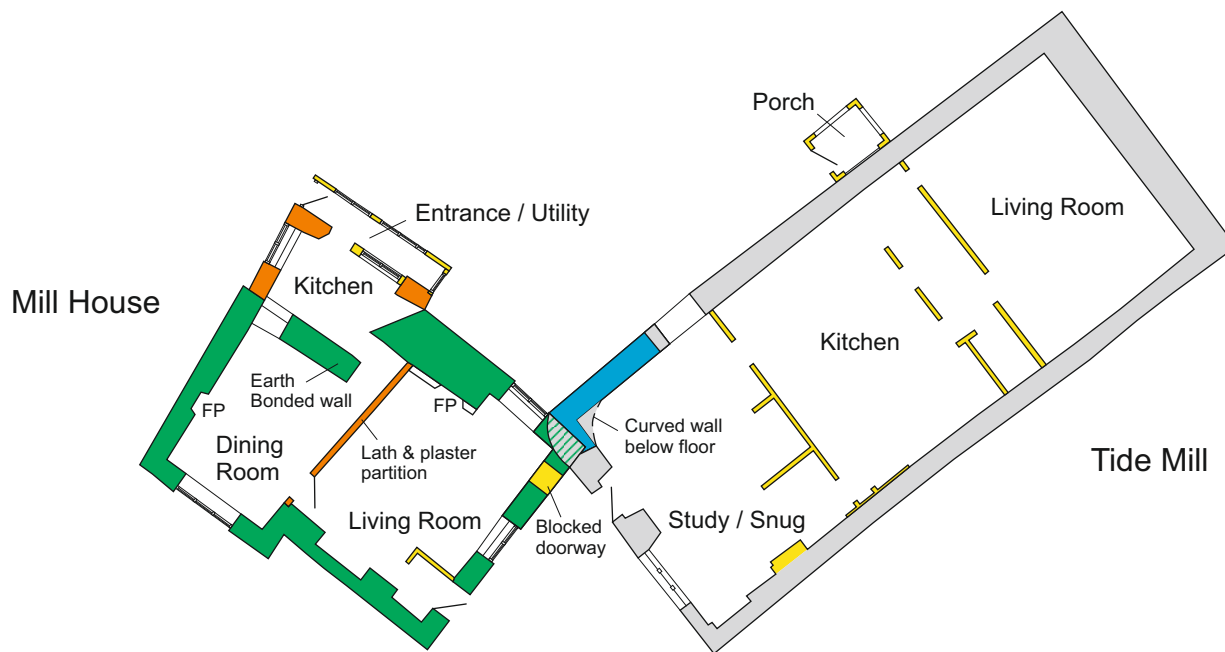 Porch
Living Room
Entrance / Utility
Kitchen
Mill House
Kitchen
Earth
Bonded wall
FP
FP
Curved wall
below floor
Dining
Room
Lath & plaster
partition
Tide Mill
Living Room
Blocked
doorway
Study / Snug